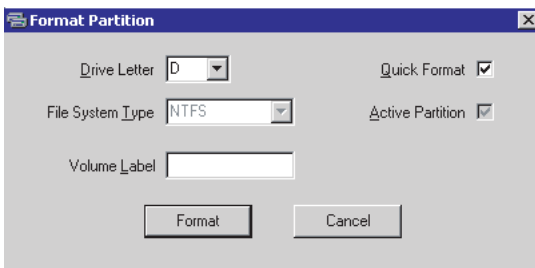 Format Partition
Drive Letter D Quick Format
File System Type NTFS Active Partition
Volume Label
Format Cancel